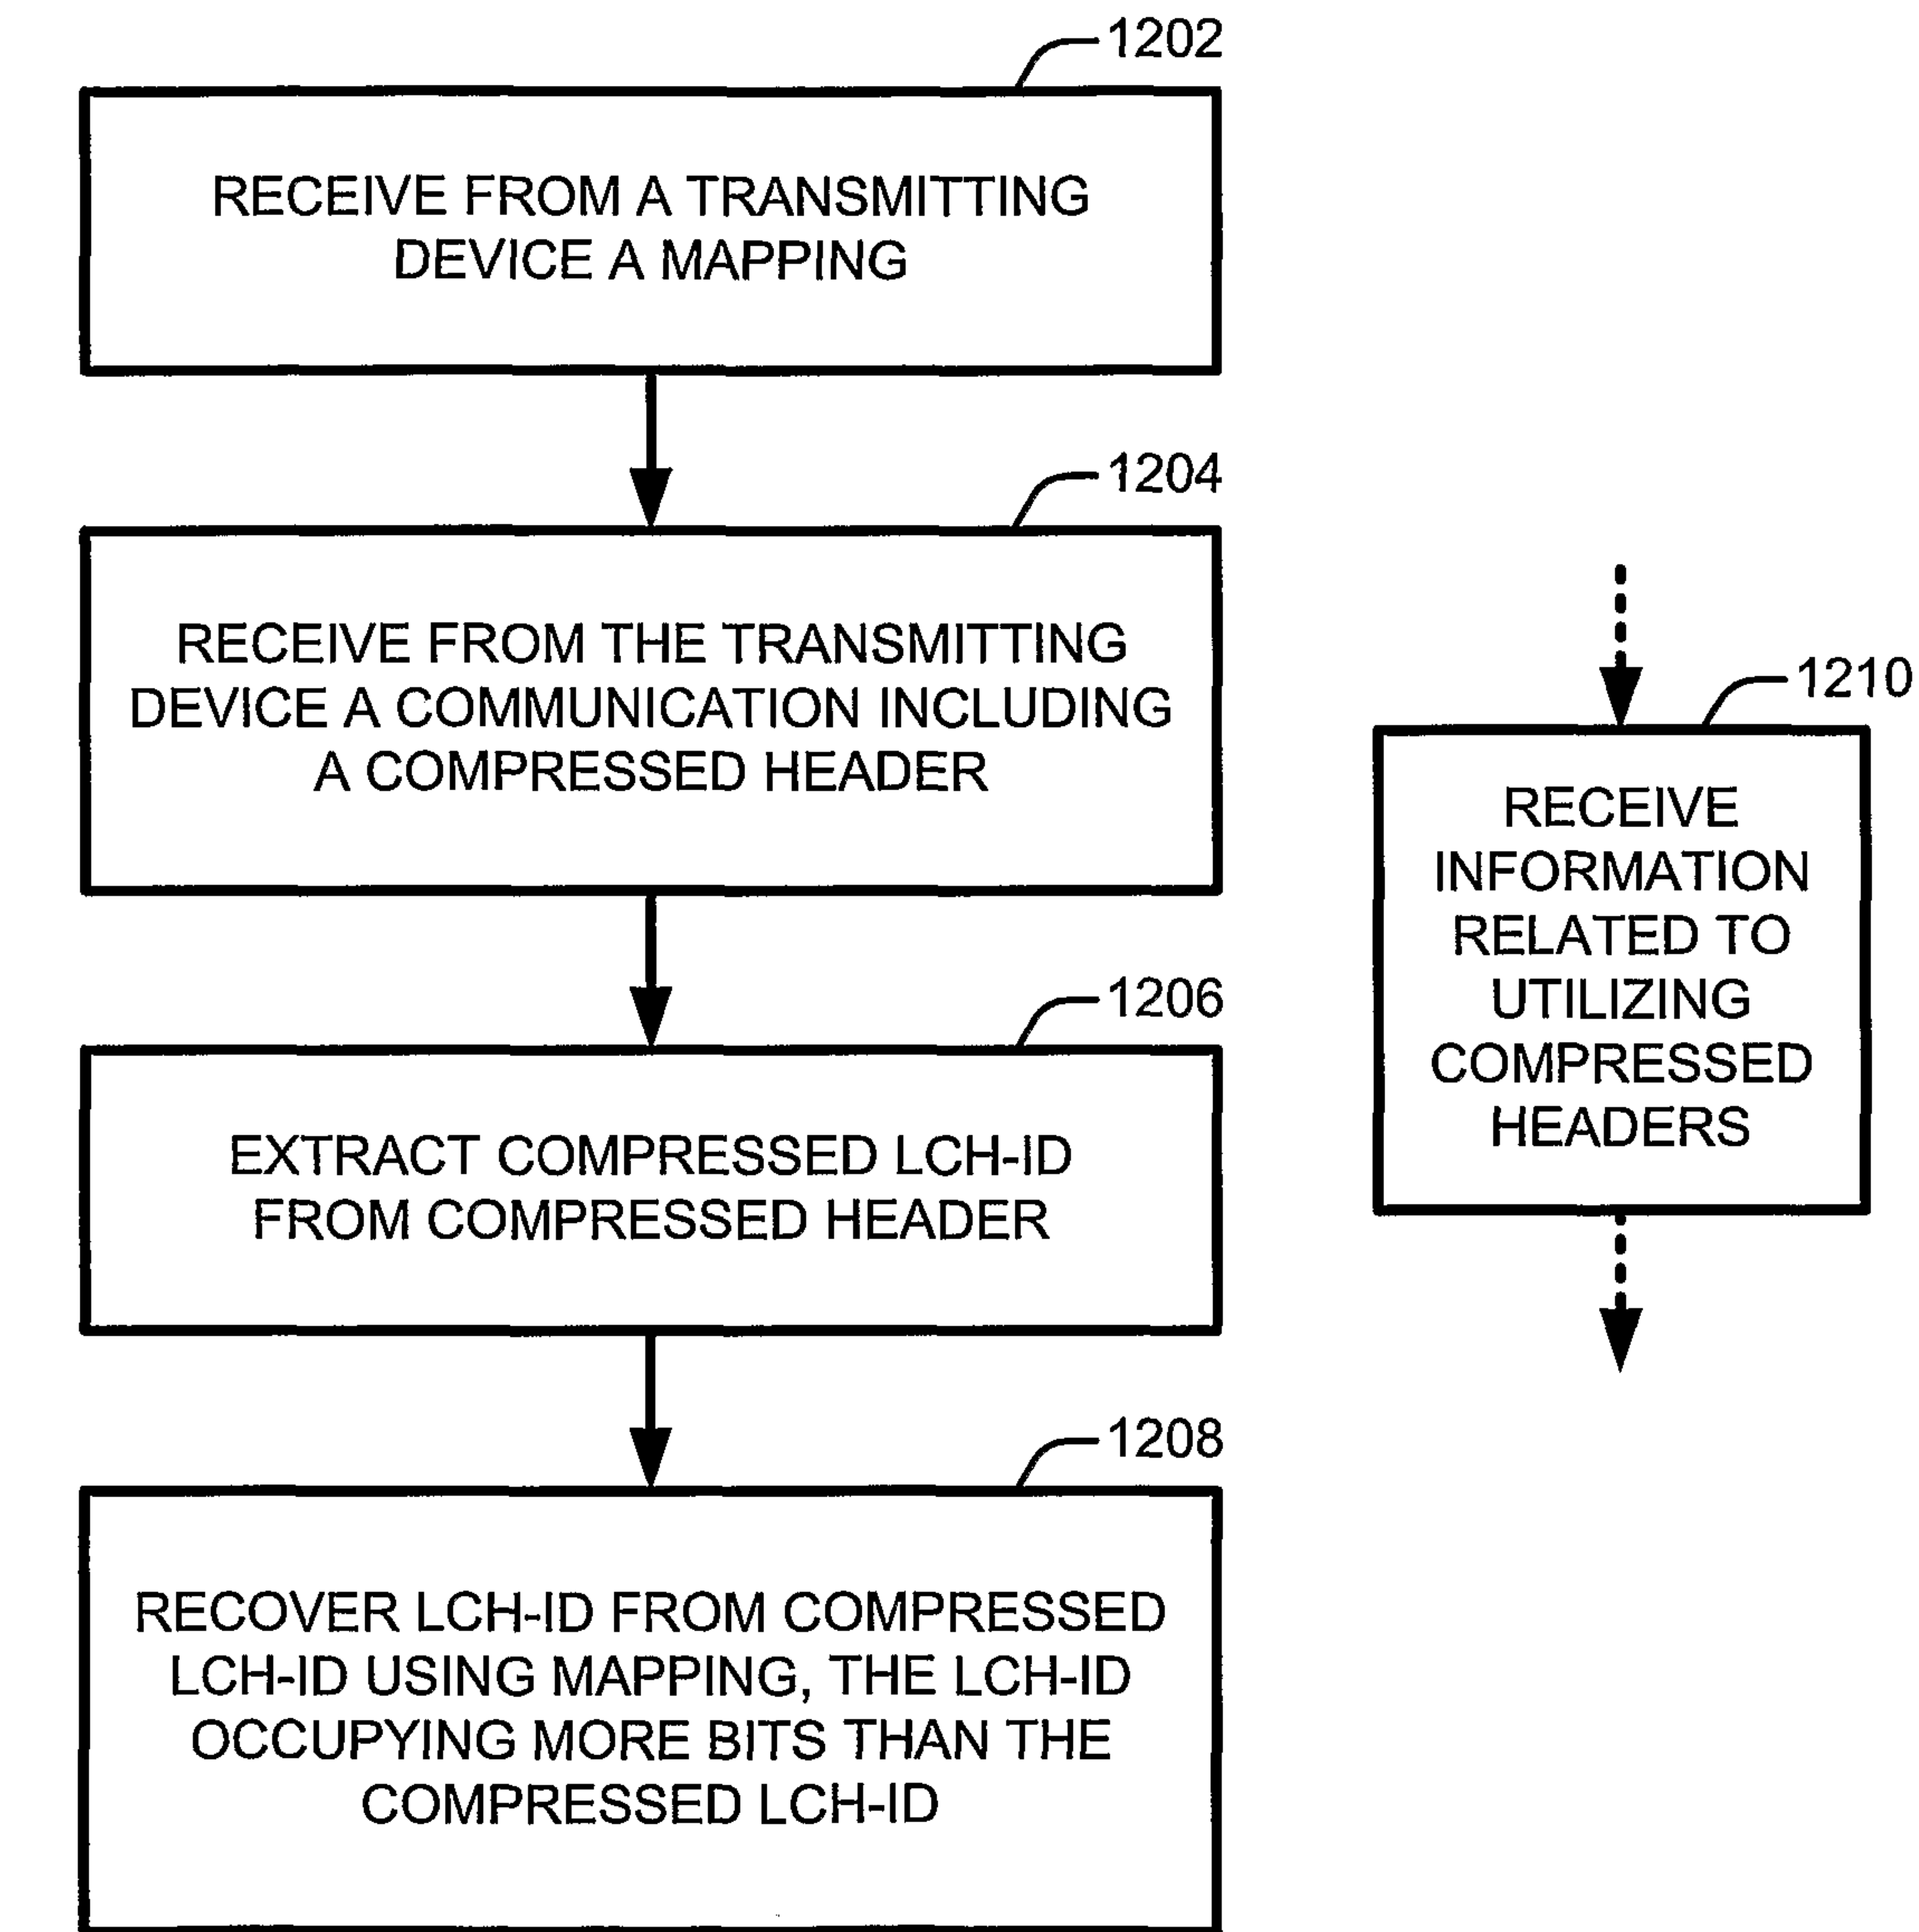 1202
RECEIVE FROM A TRANSMITTING
DEVICE A MAPPING
1204
RECEIVE FROM THE TRANSMITTING
DEVICE A COMMUNICATION INCLUDING
A COMPRESSED HEADER
1206
EXTRACT COMPRESSED LCH-ID
FROM COMPRESSED HEADER
1208
RECOVER LCH-ID FROM COMPRESSED
LCH-ID USING MAPPING, THE LCH-ID
OCCUPYING MORE BITS THAN THE
COMPRESSED LCH-ID
1210
RECEIVE
INFORMATION
RELATED TO
UTILIZING
COMPRESSED
HEADERS